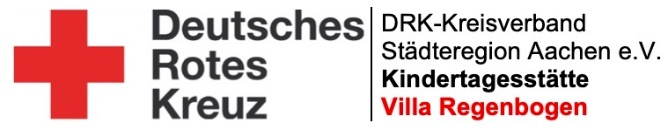 Deutsches
Rotes
Kreuz
DRK-Kreisverband
Städteregion Aachen e.V.
Kindertagesstätte
Villa Regenbogen